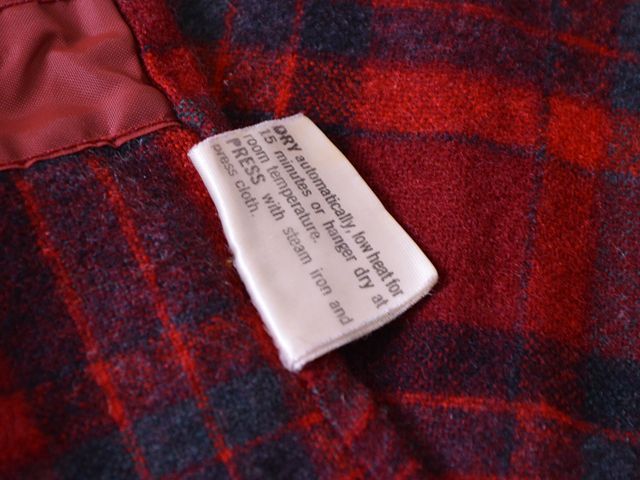 DRY automatically, low heat for
15 minutes or hanger dry at
room temperature.
PRESS with steam iron and
press cloth.